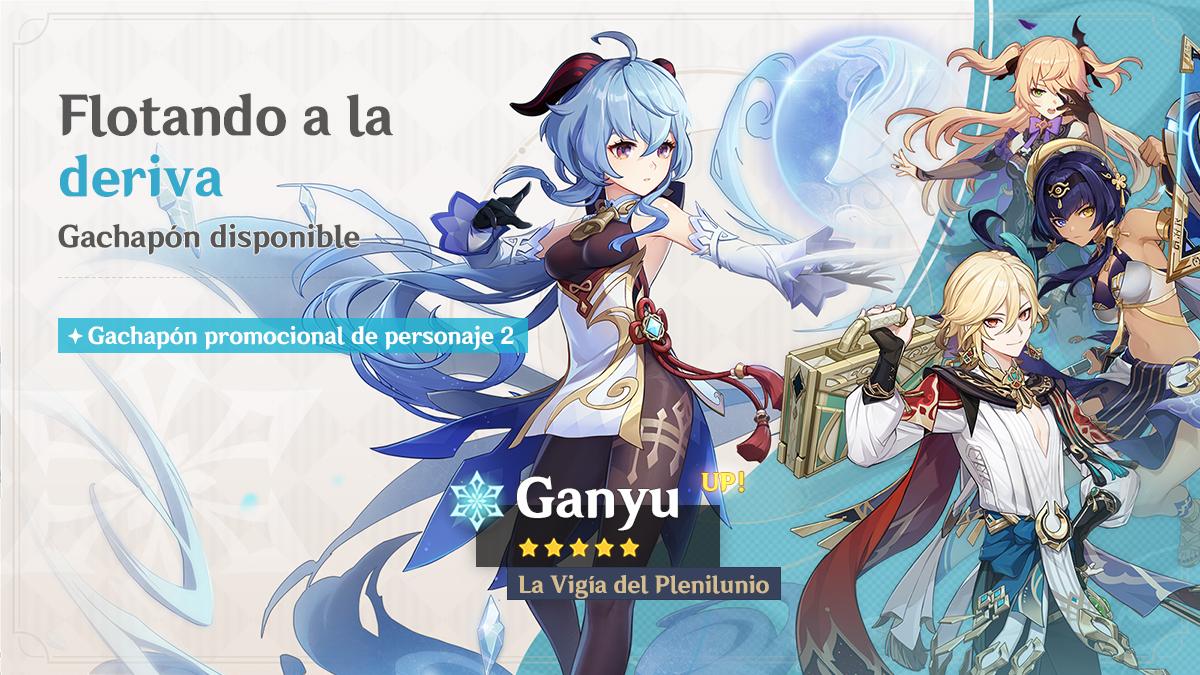 Flotando a la
deriva
Gachapón disponible
Gachapón promocional de personaje 2
Ganyu UP!
La Vigía del Plenilunio